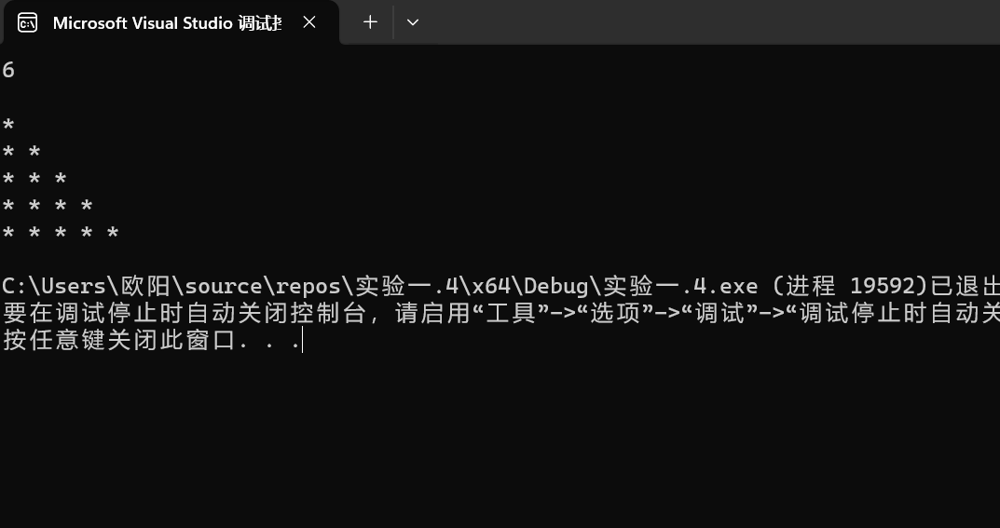 Microsoft Visual Studio 调试控
6
*
* *
* * *
* * * *
* * * * *
C:\Users\欧阳\source\repos\实验一.4\x64\Debug\实验一.4.exe (进程 19592)已退出
要在调试停止时自动关闭控制台，请启用“工具”->“选项”->“调试”->“调试停止时自动关
按任意键关闭此窗口. . .